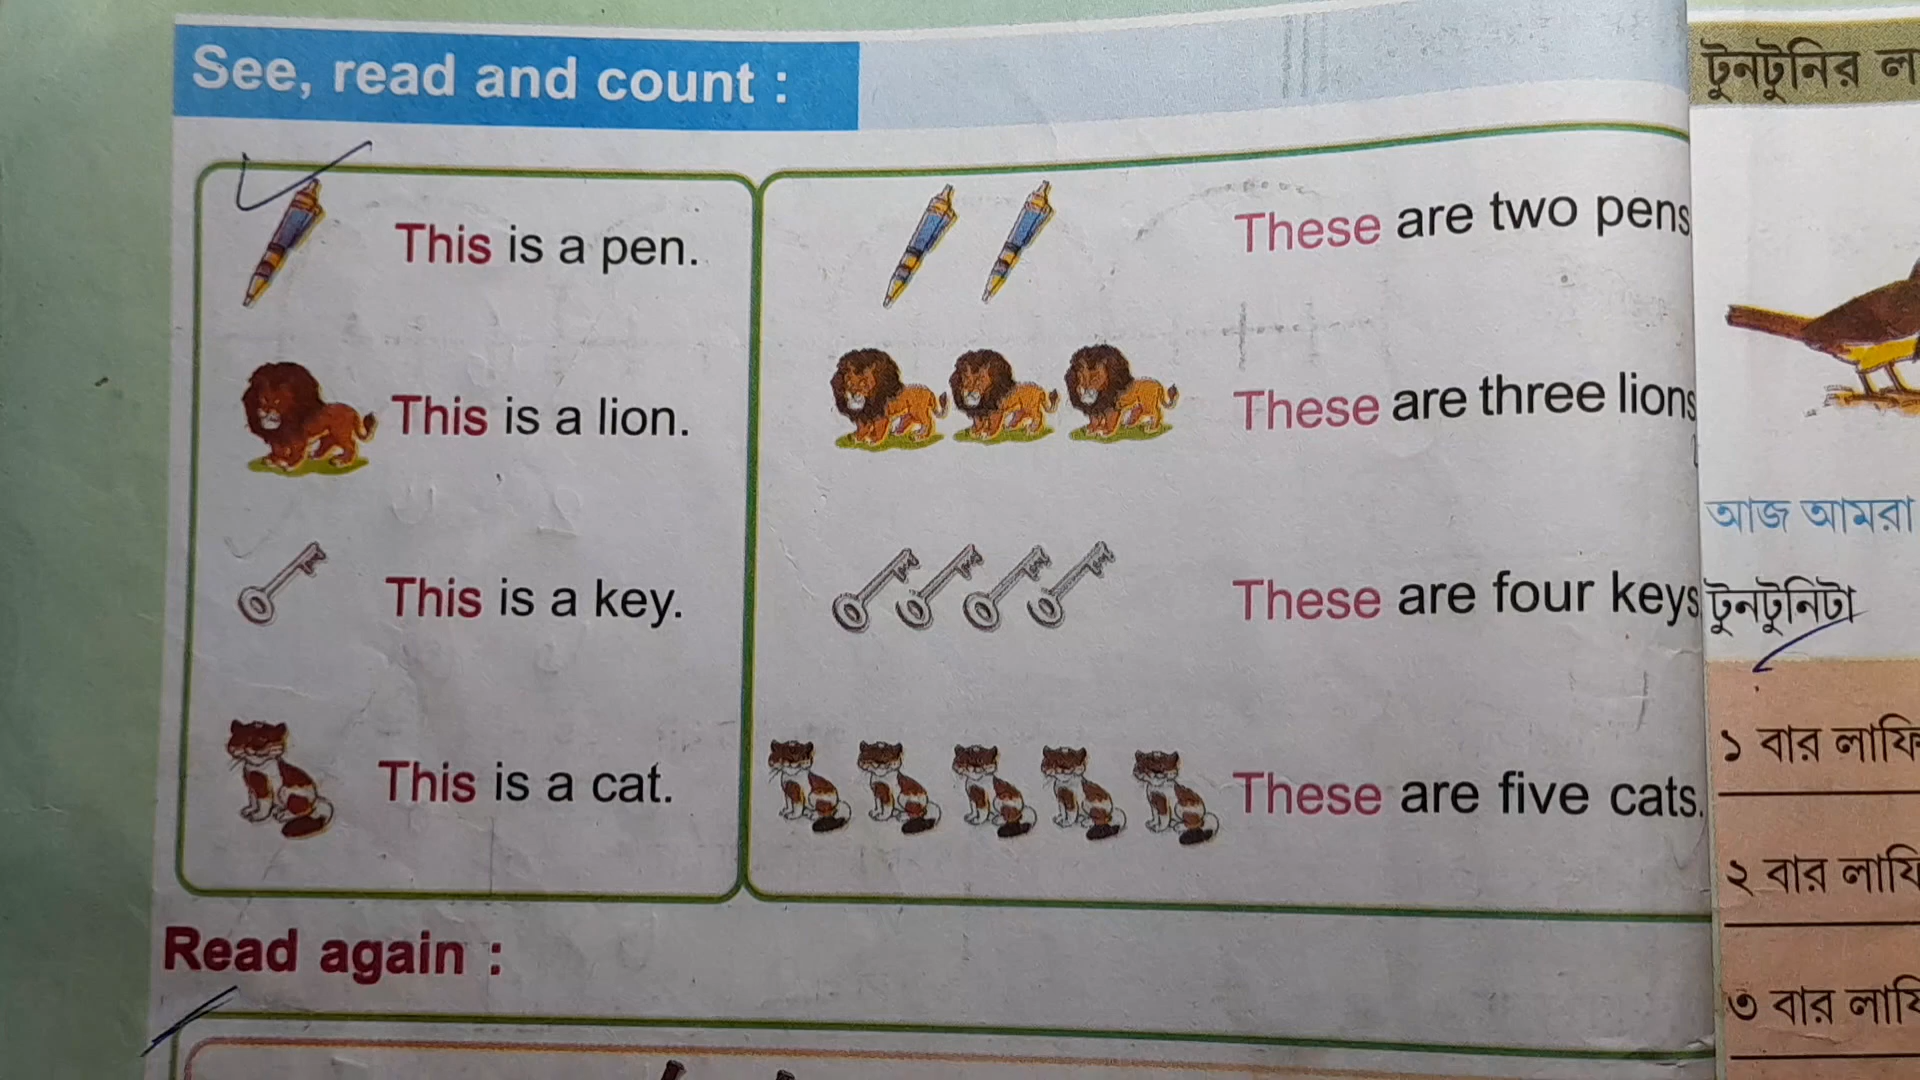 See, read and count :
This is a pen.
These are two pens
This is a lion.
These are three lions
This is a key.
These are four keys
This is a cat.
These are five cats.
Read again :
টুনটুনির
আজ আমরা
টুনটুনিটা
১ বার
২ বার
৩ বার